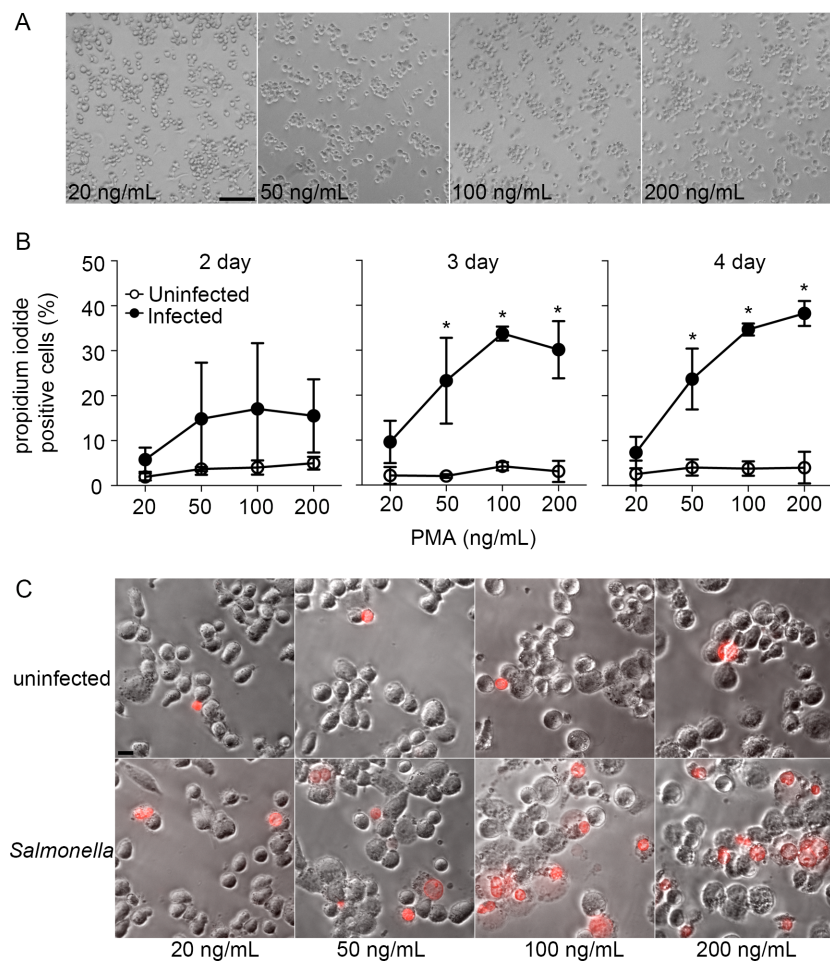 A
20 ng/mL 50 ng/mL 100 ng/mL 200 ng/mL
B
2 day 3 day 4 day
propidium iodide
positive cells (%)
50
40
30
20
10
0
Uninfected
Infected
* * *
* * *
20 50 100 200 20 50 100 200 20 50 100 200
PMA (ng/mL)
C
uninfected
Salmonella
20 ng/mL 50 ng/mL 100 ng/mL 200 ng/mL